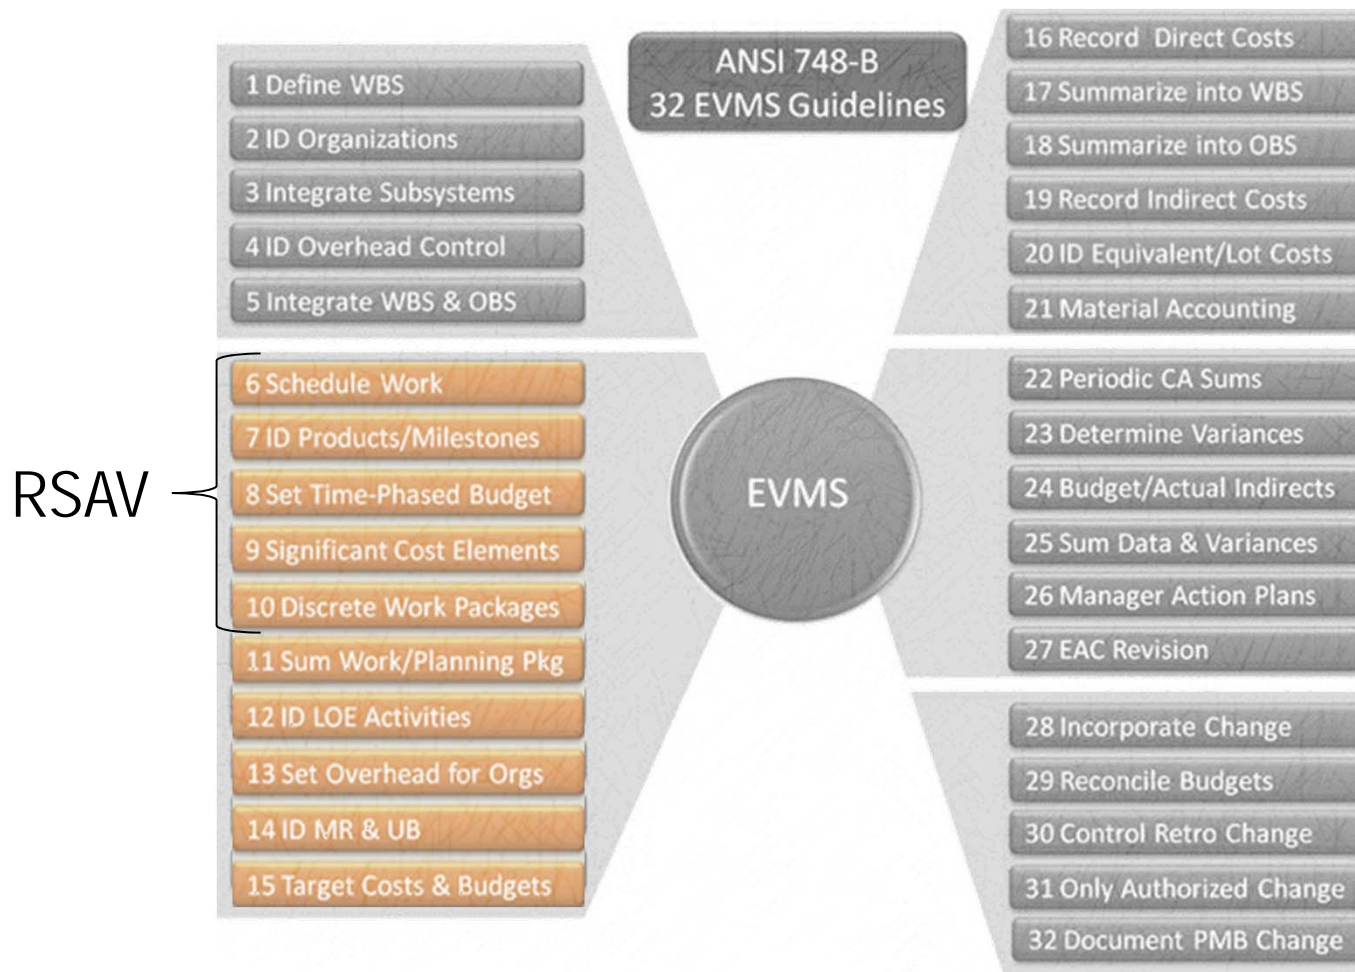 ANSI 748-B
32 EVMS Guidelines
1 Define WBS
2 ID Organizations
3 Integrate Subsystems
4 ID Overhead Control
5 Integrate WBS & OBS
RSAV
6 Schedule Work
7 ID Products/Milestones
8 Set Time-Phased Budget
9 Significant Cost Elements
10 Discrete Work Packages
11 Sum Work/Planning Pkg
12 ID LOE Activities
13 Set Overhead for Orgs
14 ID MR & UB
15 Target Costs & Budgets
EVMS
16 Record Direct Costs
17 Summarize into WBS
18 Summarize into OBS
19 Record Indirect Costs
20 ID Equivalent/Lot Costs
21 Material Accounting
22 Periodic CA Sums
23 Determine Variances
24 Budget/Actual Indirects
25 Sum Data & Variances
26 Manager Action Plans
27 EAC Revision
28 Incorporate Change
29 Reconcile Budgets
30 Control Retro Change
31 Only Authorized Change
32 Document PMB Change